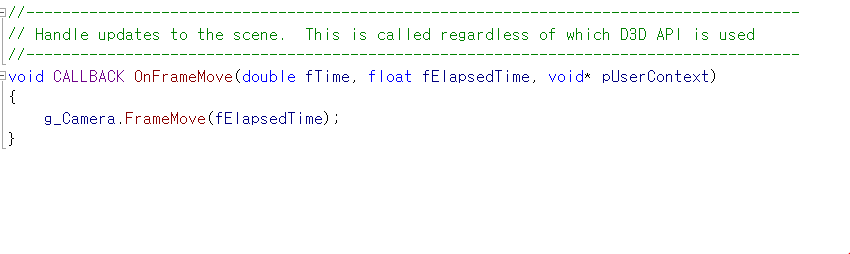 //--------------------------------------------------------------------------------------
// Handle updates to the scene.  This is called regardless of which D3D API is used
//--------------------------------------------------------------------------------------
void CALLBACK OnFrameMove(double fTime, float fElapsedTime, void* pUserContext)
{
    g_Camera.FrameMove(fElapsedTime);
}